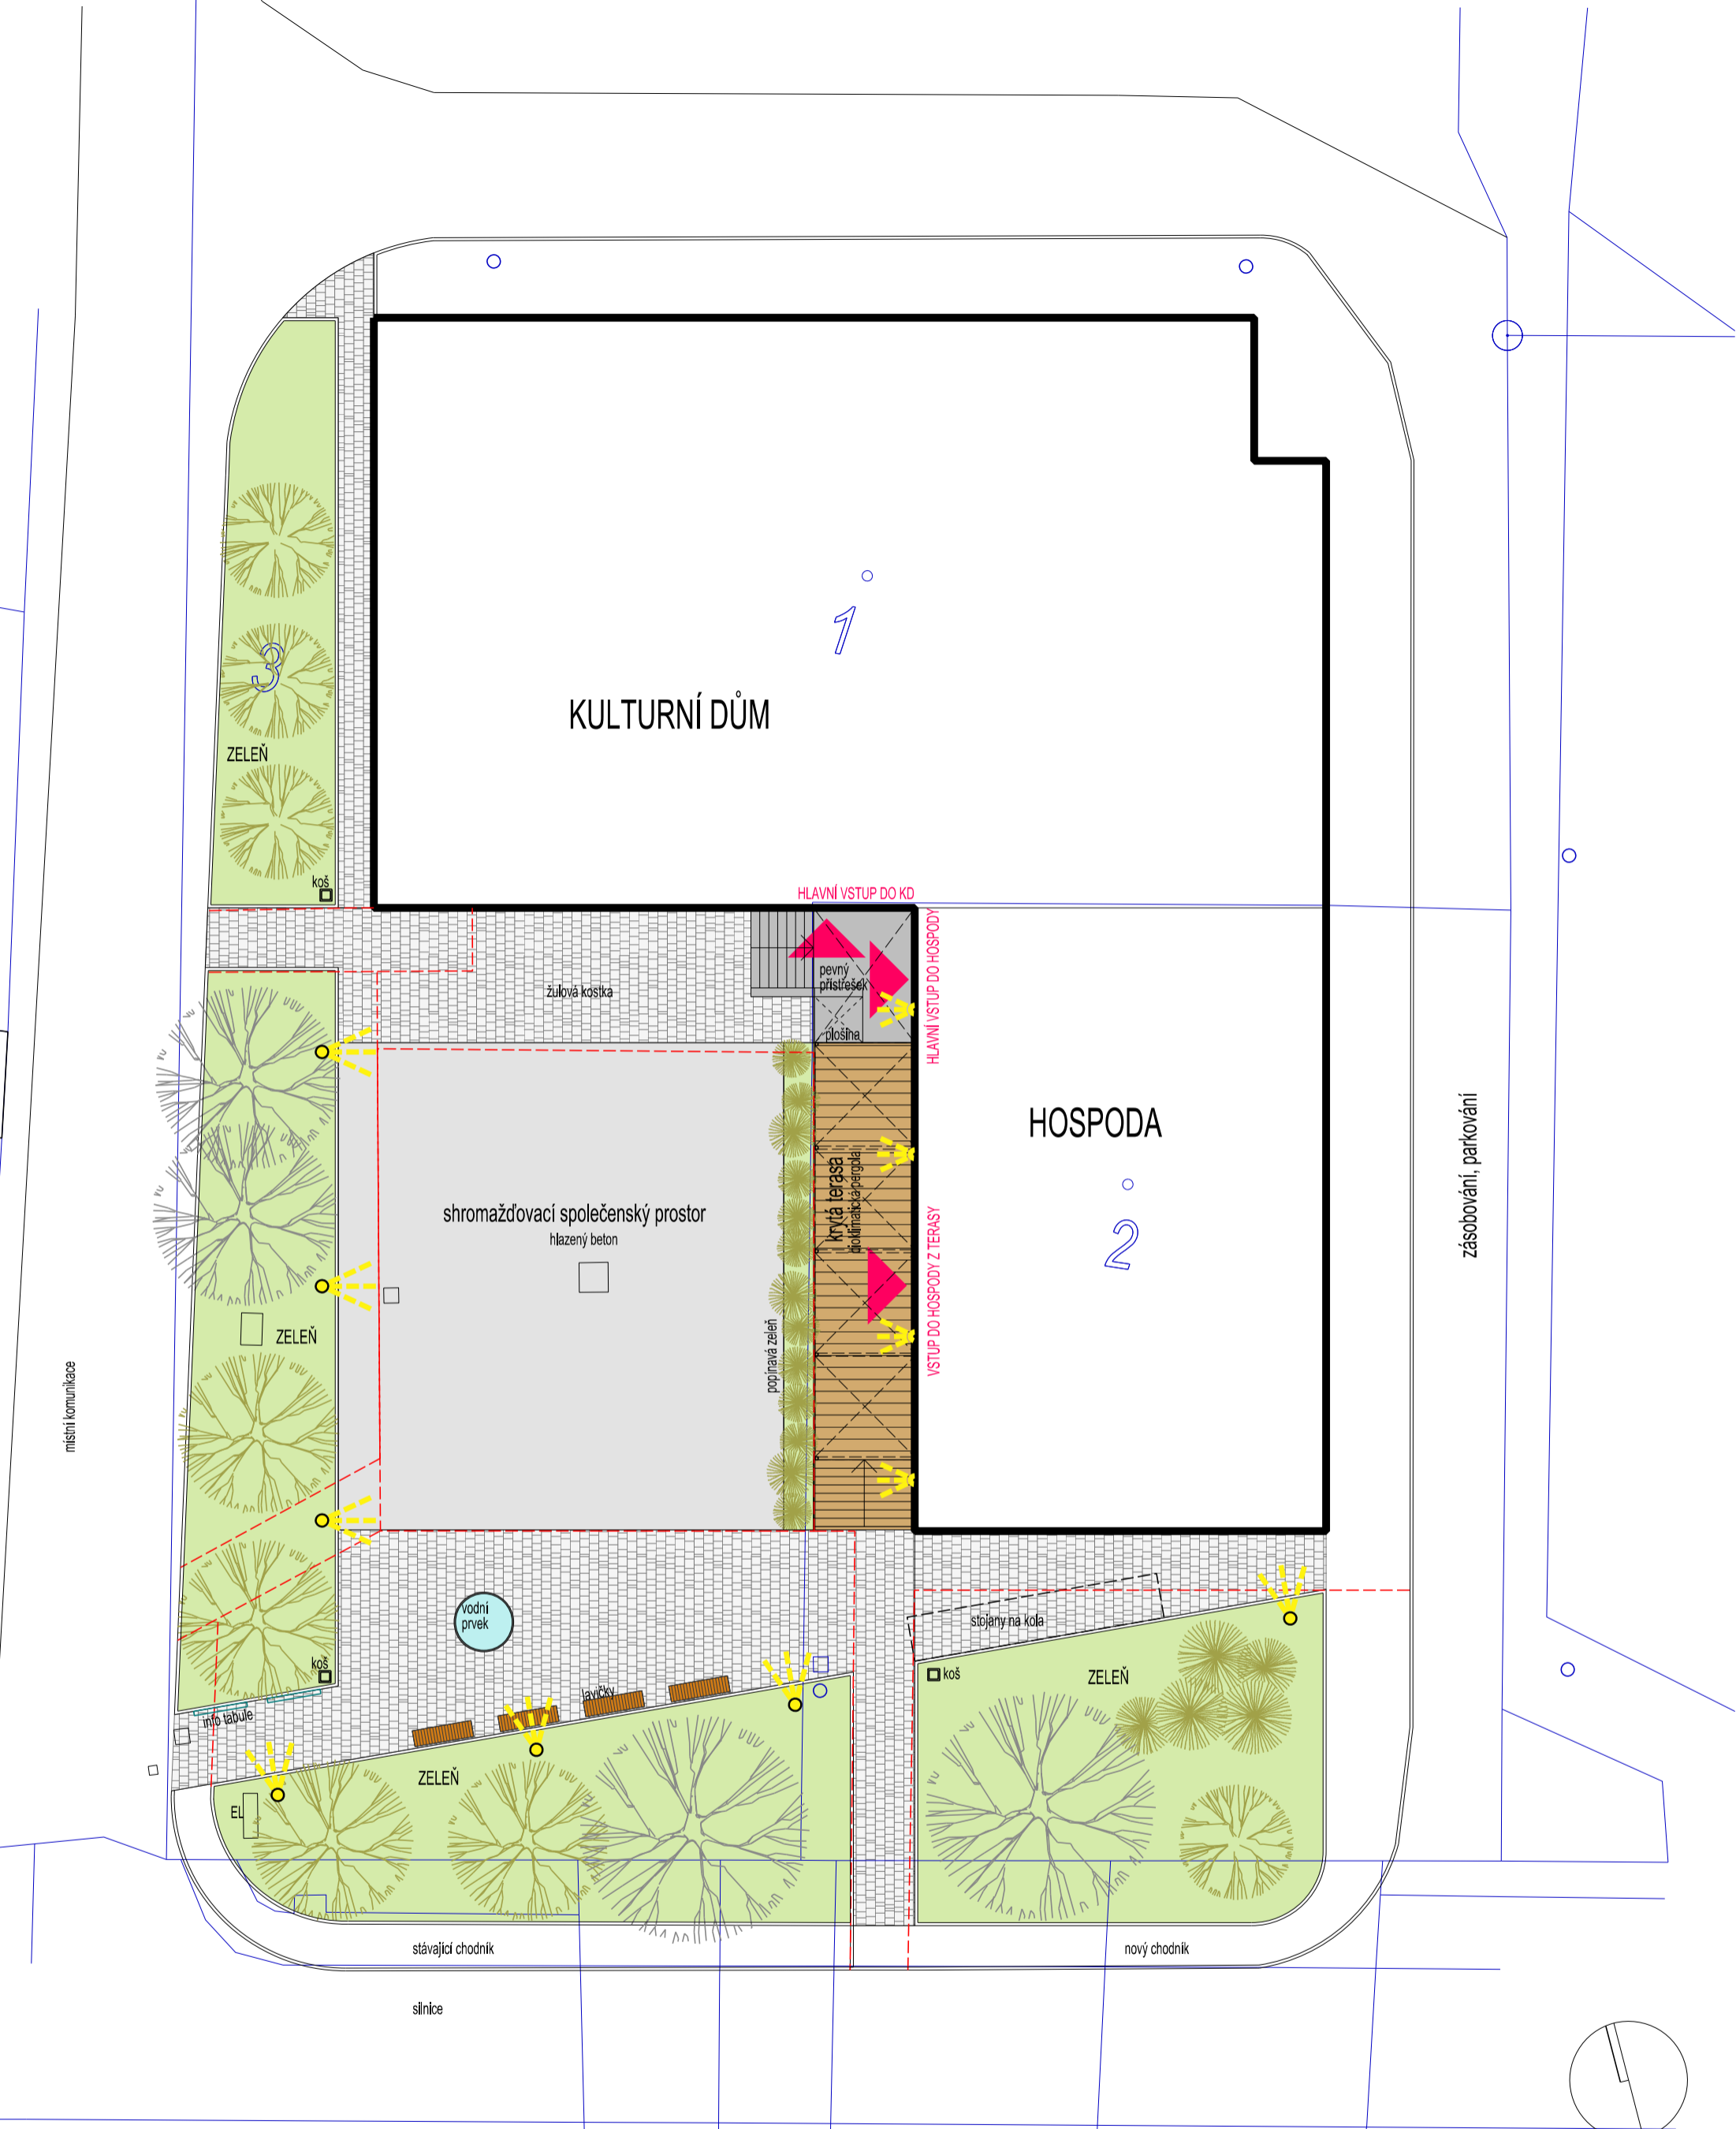 1
KULTURNÍ DŮM
3
ZELEŇ
koš
HLAVNÍ VSTUP DO KD
HLAVNÍ VSTUP DO HOSPODY
pevný
přístřešek
plošina
žulová kostka
HOSPODA
2
zásobování, parkování
krytá terasa
bioklimatická pergola
VSTUP DO HOSPODY Z TERASY
shromažďovací společenský prostor
hlazený beton
popínavá zeleň
ZELEŇ
místní komunikace
vodní
prvek
stojany na kola
koš
koš
ZELEŇ
lavičky
info tabule
ZELEŇ
EL
stávající chodník
nový chodník
silnice